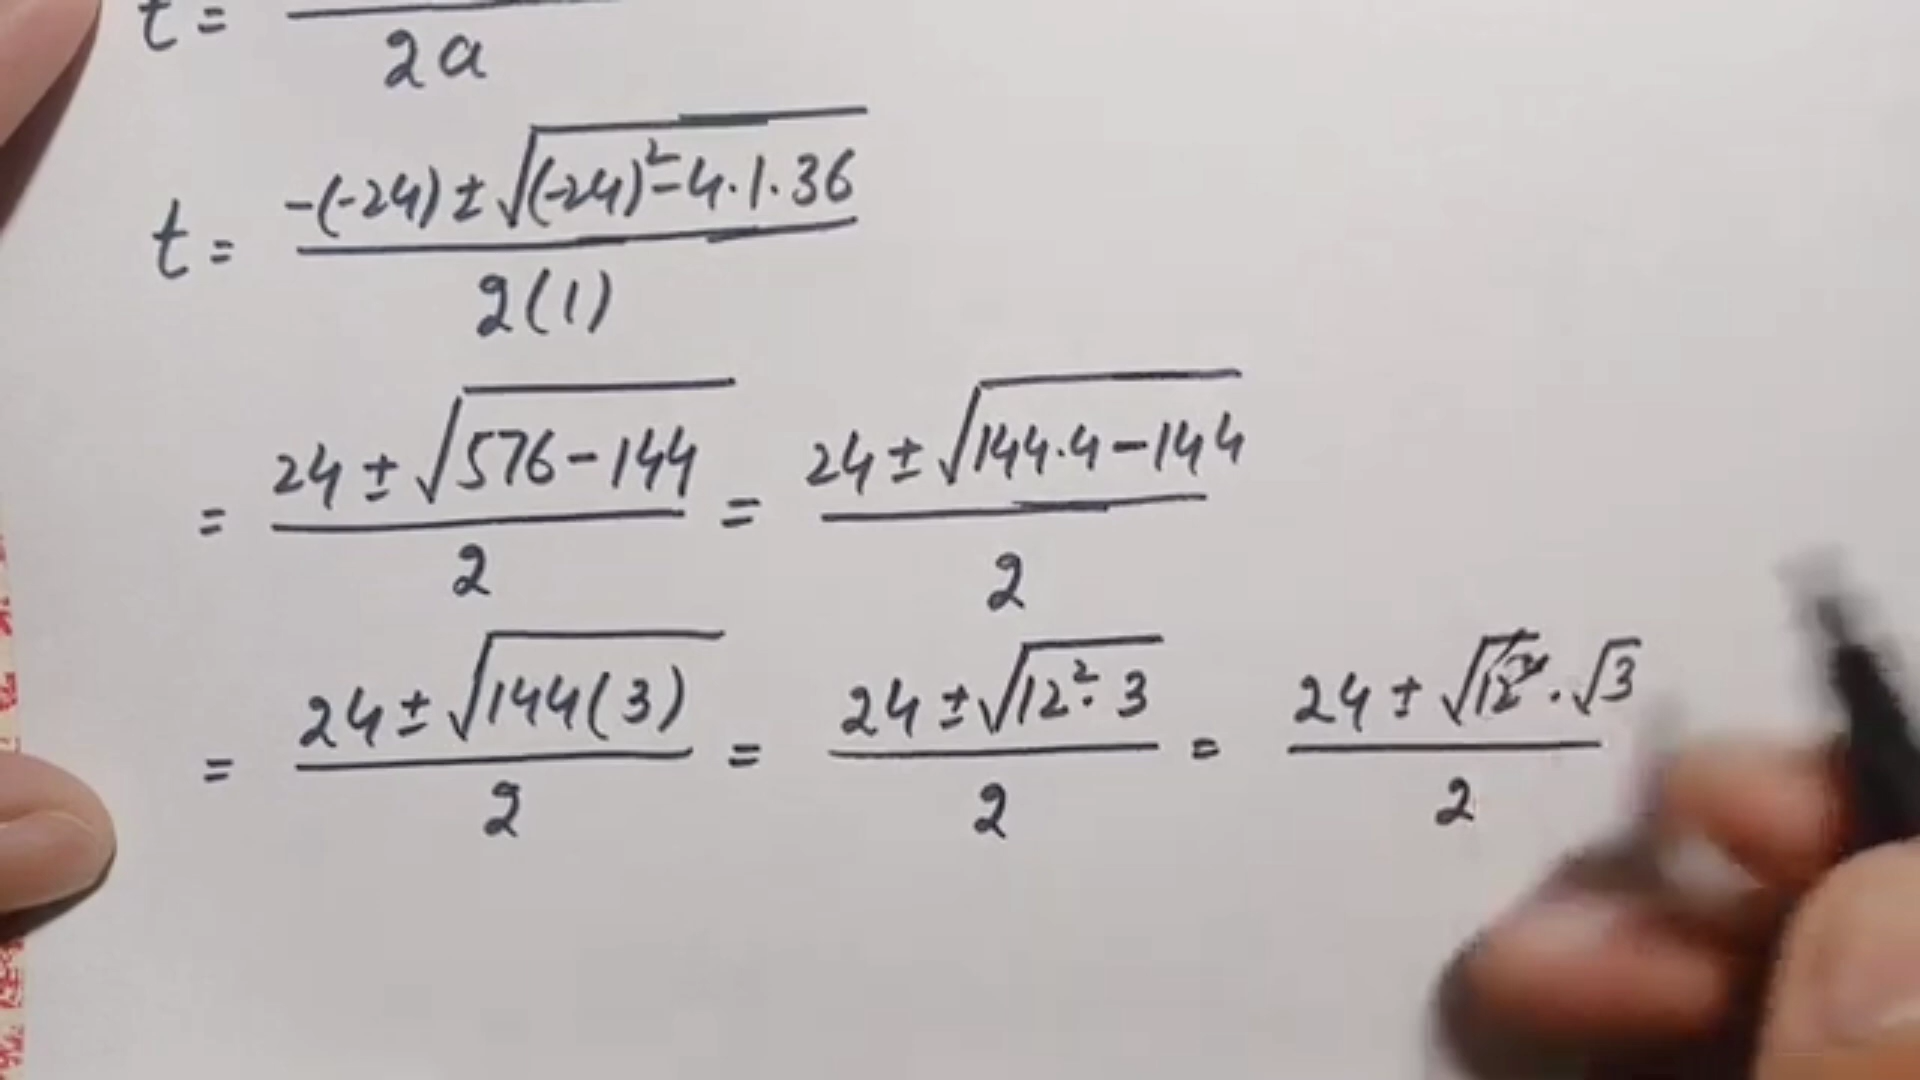 t = ―― / 2a
t = (-(-24) ± √((-24)² - 4·1·36)) / 2(1)
= (24 ± √(576 - 144)) / 2 = (24 ± √(144·4 - 144)) / 2
= (24 ± √(144(3))) / 2 = (24 ± √(12²·3)) / 2 = (24 ± √(12²)·√3) / 2